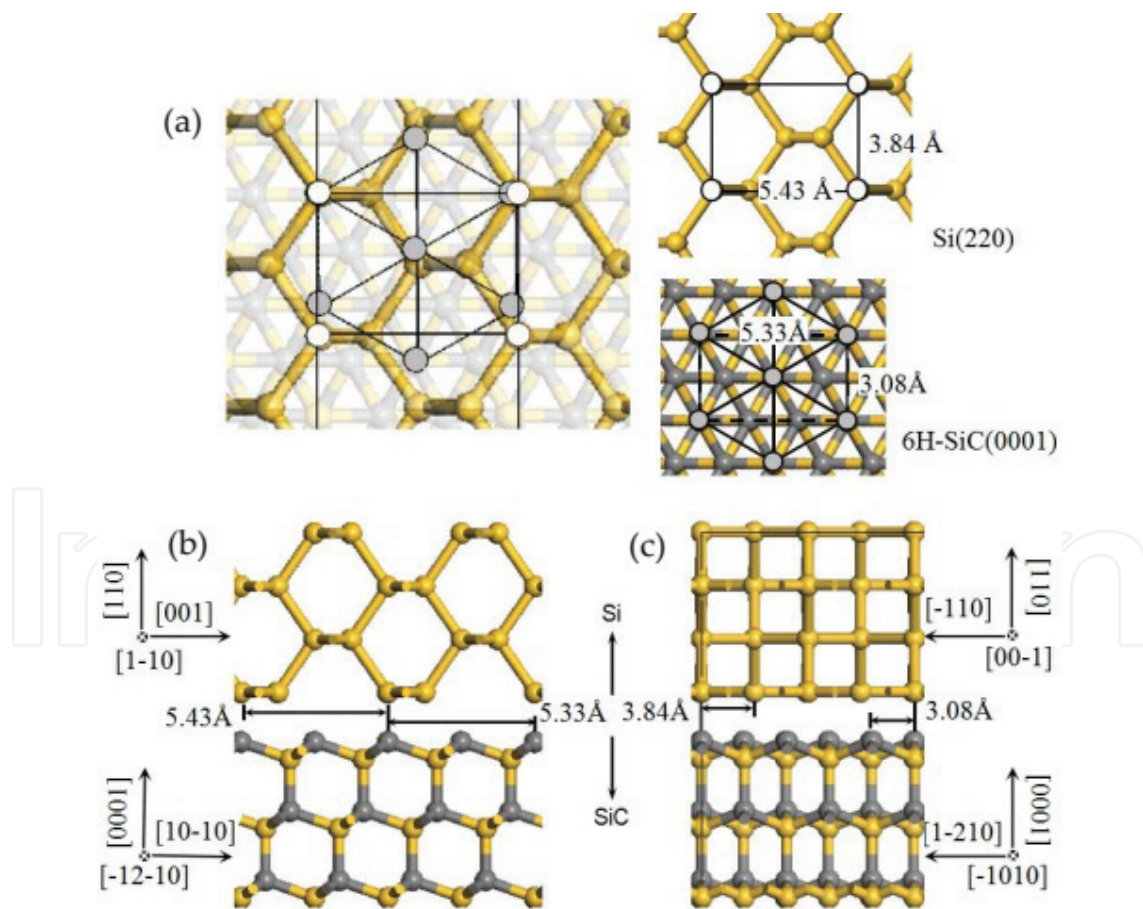 (a)
3.84 Å
5.43 Å
Si(220)
5.33Å
3.08Å
6H-SiC(0001)
(b)
[110]
[001]
[1-10]
Si
(c)
[110]
[-110]
[00-1]
5.43Å
5.33Å
3.84Å
3.08Å
[0001]
[10-10]
[-12-10]
SiC
[0001]
[1-210]
[-1010]